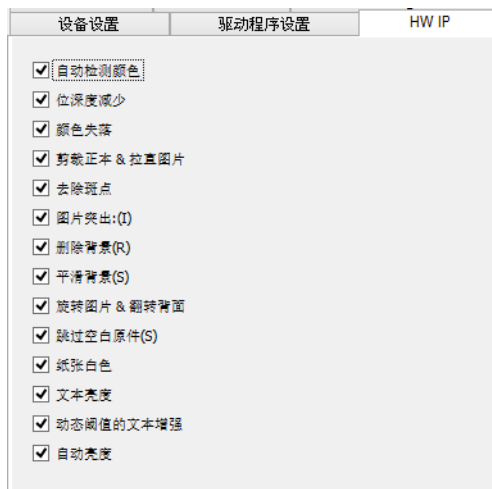 设备设置 驱动程序设置 HW IP
自动检测颜色
位深度减少
颜色失落
剪裁正本 & 拉直图片
去除斑点
图片突出:(I)
删除背景(R)
平滑背景(S)
旋转图片 & 翻转背面
跳过空白原件(S)
纸张白色
文本亮度
动态阈值的文本增强
自动亮度